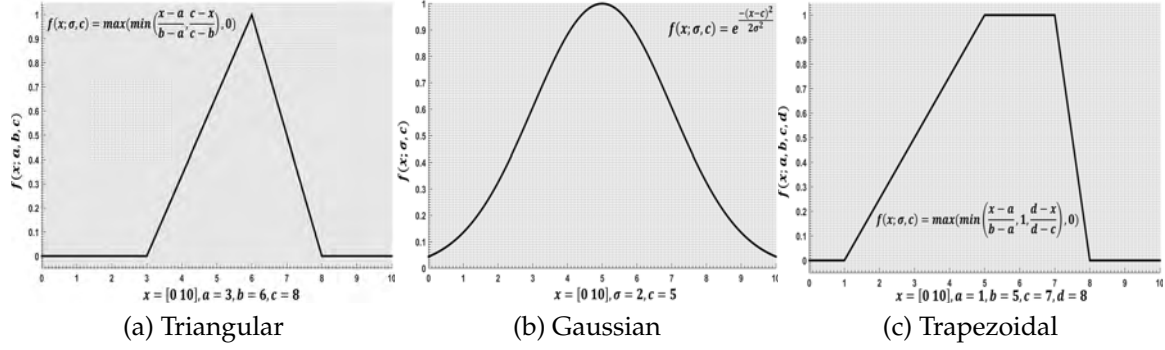 f(x;σ,c) = max(min((x−a)/(b−a), (c−x)/(c−b)),0)
f(x; a, b, c)
1
0.9
0.8
0.7
0.6
0.5
0.4
0.3
0.2
0.1
0
0 1 2 3 4 5 6 7 8 9 10
x = [0 10], a = 3, b = 6, c = 8
(a) Triangular
f(x;σ,c) = e^(−(x−c)²/2σ²)
f(x; σ, c)
1
0.9
0.8
0.7
0.6
0.5
0.4
0.3
0.2
0.1
0
0 1 2 3 4 5 6 7 8 9 10
x = [0 10], σ = 2, c = 5
(b) Gaussian
f(x; a, b, c, d)
1
0.9
0.8
0.7
0.6
0.5
0.4
0.3
0.2
0.1
0
f(x;σ,c) = max(min((x−a)/(b−a), 1, (d−x)/(d−c)),0)
0 1 2 3 4 5 6 7 8 9 10
x = [0 10], a = 1, b = 5, c = 7, d = 8
(c) Trapezoidal